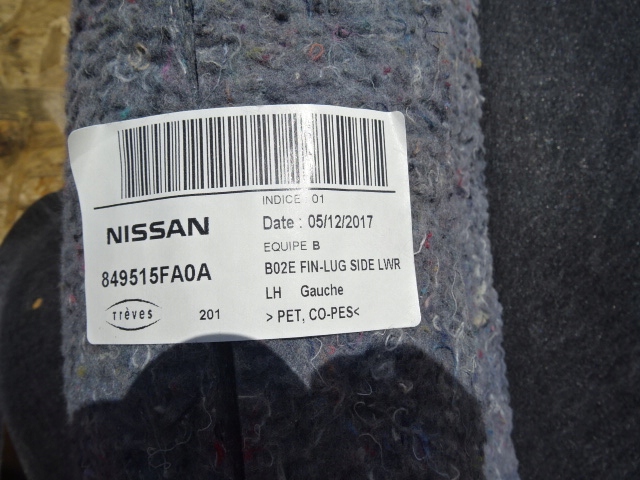 INDICE : 01
NISSAN
Date : 05/12/2017
EQUIPE B
849515FA0A
B02E FIN-LUG SIDE LWR
LH Gauche
Trèves
201
> PET, CO-PES<